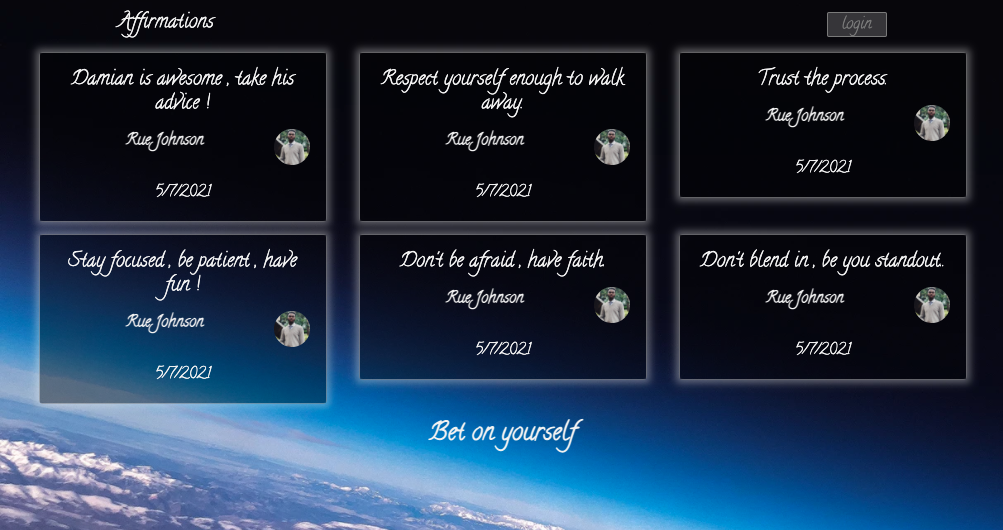 Affirmations
login
Damian is awesome , take his
advice !
Rue Johnson
5/7/2021
Respect yourself enough to walk
away.
Rue Johnson
5/7/2021
Trust the process.
Rue Johnson
5/7/2021
Stay focused , be patient , have
fun !
Rue Johnson
5/7/2021
Don't be afraid , have faith.
Rue Johnson
5/7/2021
Don't blend in , be you standout.
Rue Johnson
5/7/2021
Bet on yourself